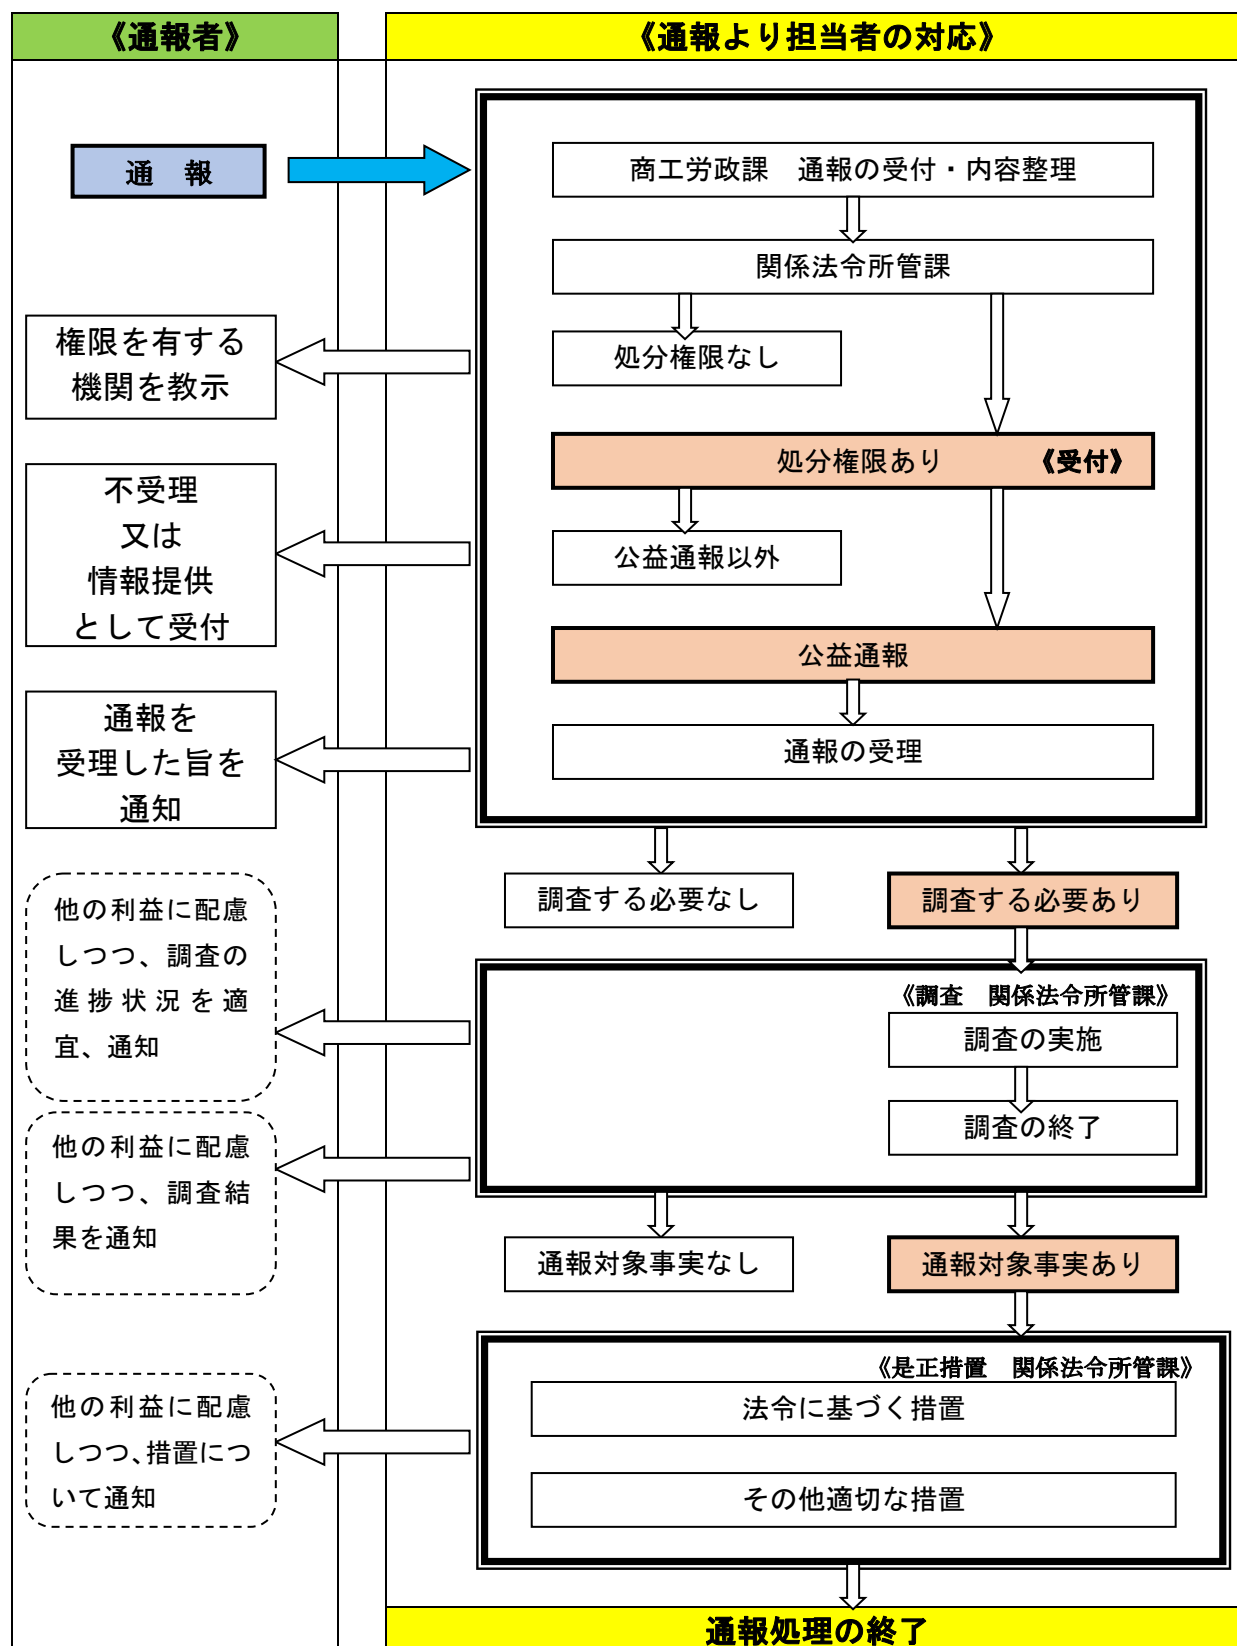 《通報者》
《通報より担当者の対応》
通　報
商工労政課　通報の受付・内容整理
関係法令所管課
処分権限なし
権限を有する
機関を教示
処分権限あり　《受付》
公益通報以外
不受理
又は
情報提供
として受付
公益通報
通報の受理
通報を
受理した旨を
通知
調査する必要なし
調査する必要あり
他の利益に配慮
しつつ、調査の
進捗状況を適
宜、通知
《調査　関係法令所管課》
調査の実施
調査の終了
他の利益に配慮
しつつ、調査結
果を通知
通報対象事実なし
通報対象事実あり
《是正措置　関係法令所管課》
法令に基づく措置
その他適切な措置
他の利益に配慮
しつつ、措置につ
いて通知
通報処理の終了